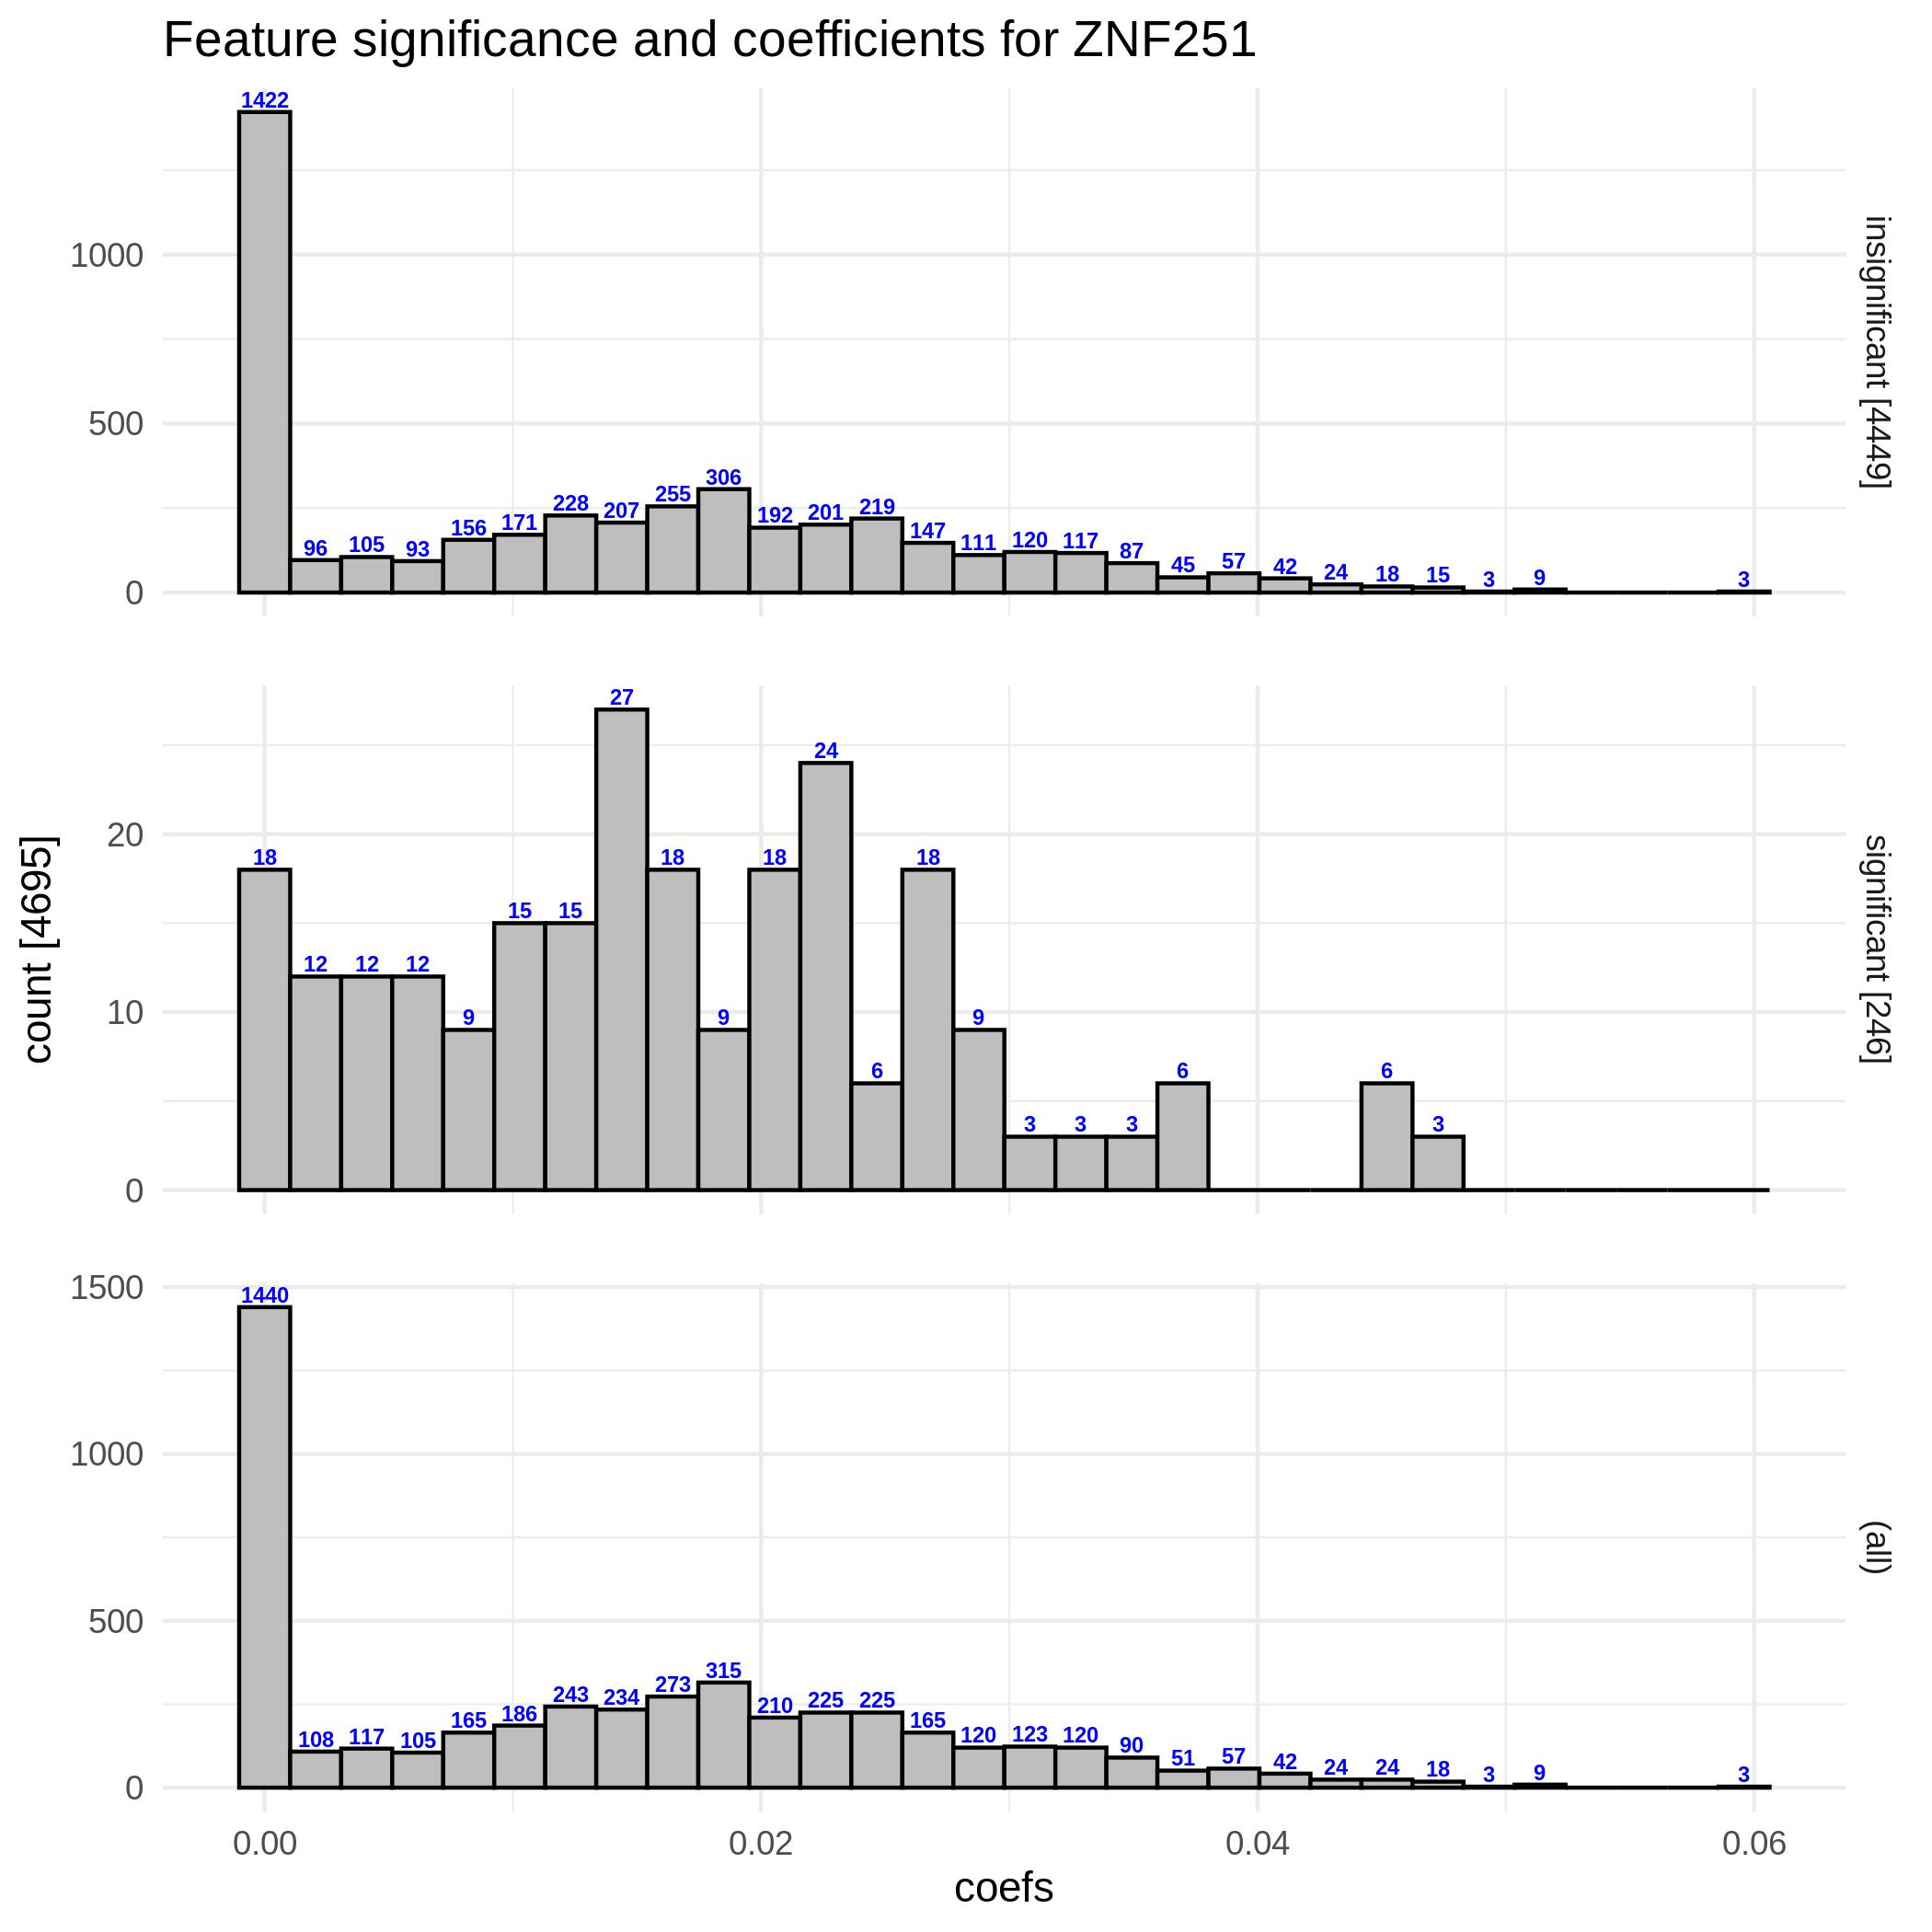 Feature significance and coefficients for ZNF251
count [4695]
1000
500
0
1422
96 105 93 156 171 228 207 255 306 192 201 219 147 111 120 117 87 45 57 42 24 18 15 3 9 3
insignificant [4449]
20
10
0
18 12 12 12 9 15 15 27 18 9 18 24 6 18 9 3 3 3 6 6 3
significant [246]
1500
1000
500
0
1440
108 117 105 165 186 243 234 273 315 210 225 225 165 120 123 120 90 51 57 42 24 24 18 3 9 3
(all)
0.00 0.02 0.04 0.06
coefs